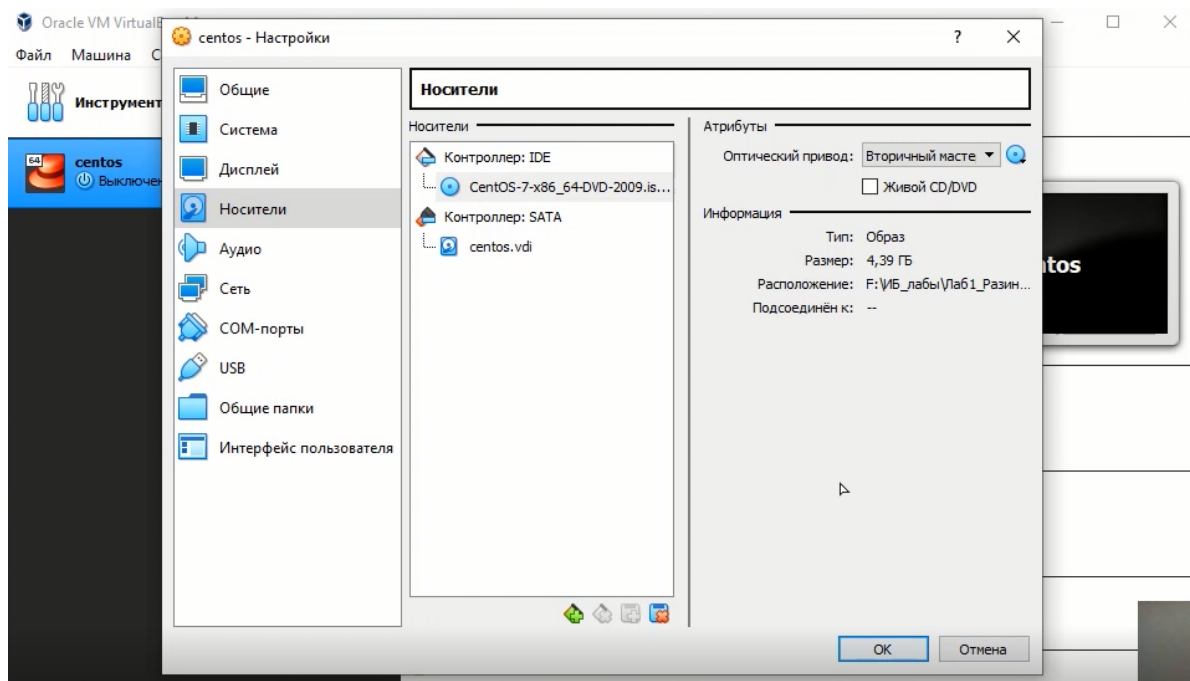 Oracle VM VirtualB
Файл Машина С
Инструмент
64
centos
Выключен
centos - Настройки
? 
Общие
Система
Дисплей
Носители
Аудио
Сеть
COM-порты
USB
Общие папки
Интерфейс пользователя
Носители
Носители
Контроллер: IDE
CentOS-7-x86_64-DVD-2009.is...
Контроллер: SATA
centos.vdi
Атрибуты
Оптический привод: Вторичный масте
Живой CD/DVD
Информация
Тип: Образ
Размер: 4,39 ГБ
Расположение: F:\ИБ_лабы\Лаб1_Разин...
Подсоединён к: --
ntos
OK Отмена